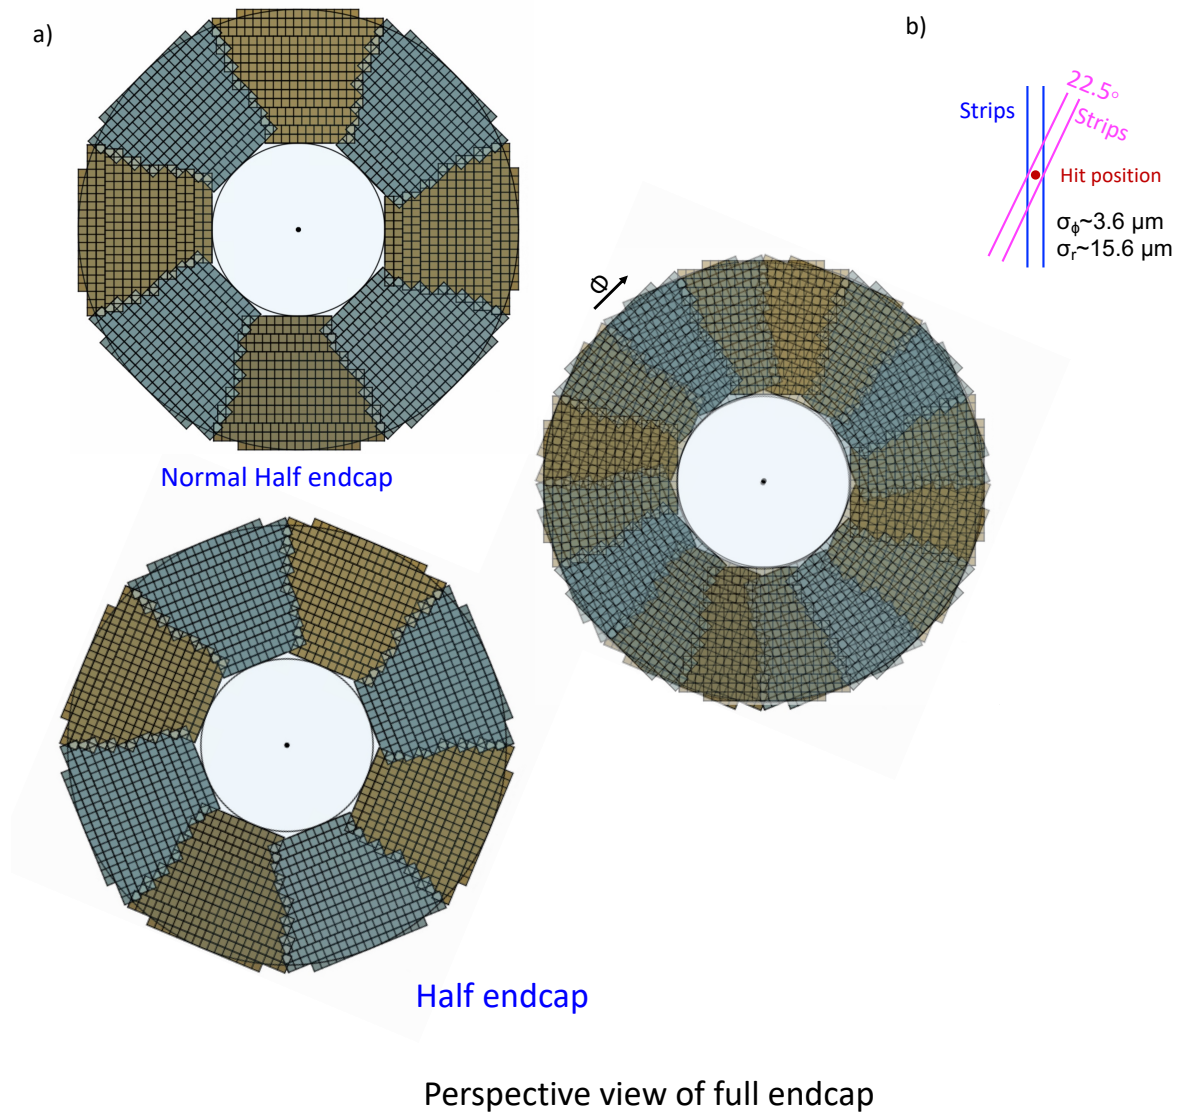 a)
b)
22.5°
Strips
Strips
Hit position
σϕ~3.6 μm
σr~15.6 μm
Φ
Normal Half endcap
Half endcap
Perspective view of full endcap